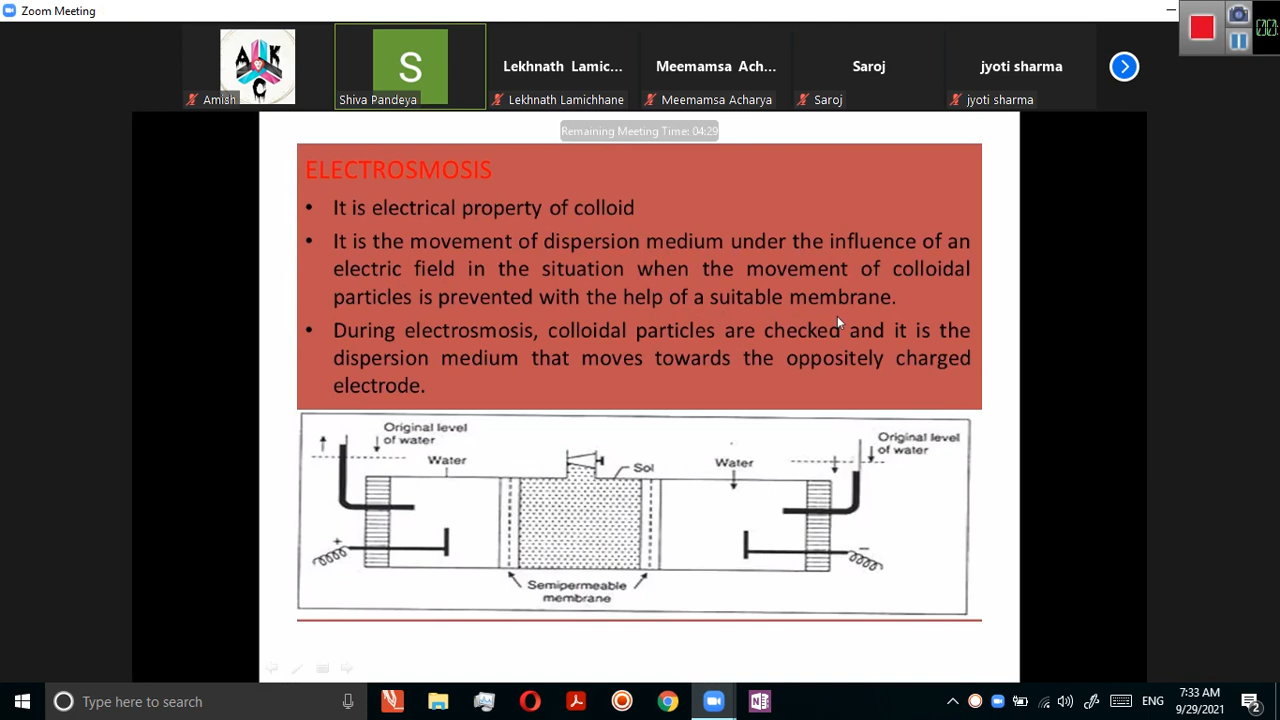 Zoom Meeting
A K
C
S
Lekhnath Lamic... Meemamsa Ach... Saroj jyoti sharma
Amish Shiva Pandeya Lekhnath Lamichhane Meemamsa Acharya Saroj jyoti sharma
Remaining Meeting Time: 04:29
ELECTROSMOSIS
• It is electrical property of colloid
• It is the movement of dispersion medium under the influence of an
electric field in the situation when the movement of colloidal
particles is prevented with the help of a suitable membrane.
• During electrosmosis, colloidal particles are checked and it is the
dispersion medium that moves towards the oppositely charged
electrode.
Original level
of water
Water
Sol
Water
Original level
of water
+
−
Semipermeable
membrane
Type here to search
ENG
7:33 AM
9/29/2021
2